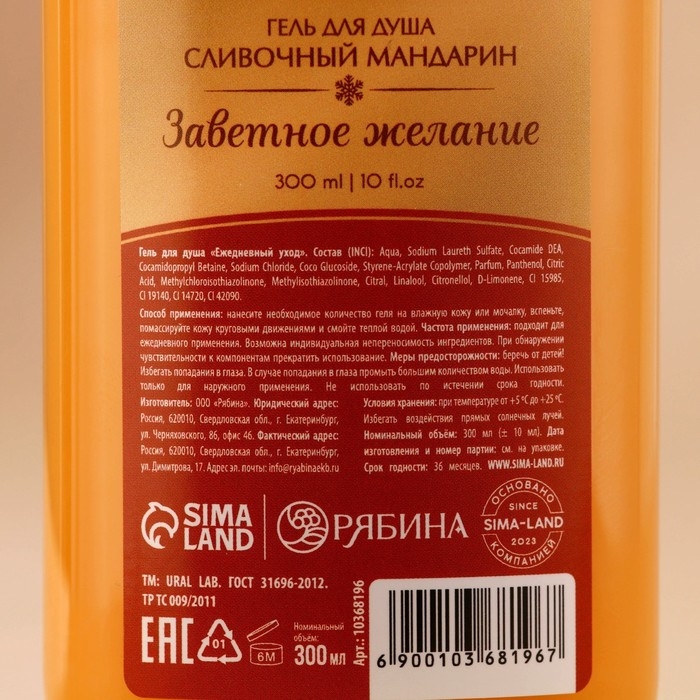 ГЕЛЬ ДЛЯ ДУША
СЛИВОЧНЫЙ МАНДАРИН
Заветное желание
300 ml | 10 fl.oz
Гель для душа «Ежедневный уход». Состав (INCI): Aqua, Sodium Laureth Sulfate, Cocamide DEA,
Cocamidopropyl Betaine, Sodium Chloride, Coco Glucoside, Styrene-Acrylate Copolymer, Parfum, Panthenol, Citric
Acid, Methylchloroisothiazolinone, Methylisothiazolinone, Citral, Linalool, Citronellol, D-Limonene, CI 15985,
CI 19140, CI 14720, CI 42090.
Способ применения: нанесите необходимое количество геля на влажную кожу или мочалку, вспеньте,
помассируйте кожу круговыми движениями и смойте теплой водой. Частота применения: подходит для
ежедневного применения. Возможна индивидуальная непереносимость ингредиентов. При обнаружении
чувствительности к компонентам прекратить использование. Меры предосторожности: беречь от детей!
Избегать попадания в глаза. В случае попадания в глаза промыть большим количеством воды. Использовать
только для наружного применения. Не использовать по истечении срока годности.
Изготовитель: ООО «Рябина». Юридический адрес:
Россия, 620010, Свердловская обл., г. Екатеринбург,
ул. Черняховского, 86, офис 46. Фактический адрес:
Россия, 620010, Свердловская обл., г. Екатеринбург,
ул. Димитрова, 17. Адрес эл. почты: info@ryabinaekb.ru
Условия хранения: при температуре от +5 °C до +25 °C.
Избегать воздействия прямых солнечных лучей.
Номинальный объём: 300 мл (± 10 мл). Дата
изготовления и номер партии: см. на упаковке.
Срок годности: 36 месяцев. WWW.SIMA-LAND.RU
SIMA
LAND
РЯБИНА
ОСНОВАНО
SINCE
SIMA-LAND
2023
КОМПАНИЕЙ
TM: URAL LAB. ГОСТ 31696-2012.
ТР ТС 009/2011
EAC
01
6M
Номинальный
объём:
300 мл
Арт.: 10368196
6 900103 681967